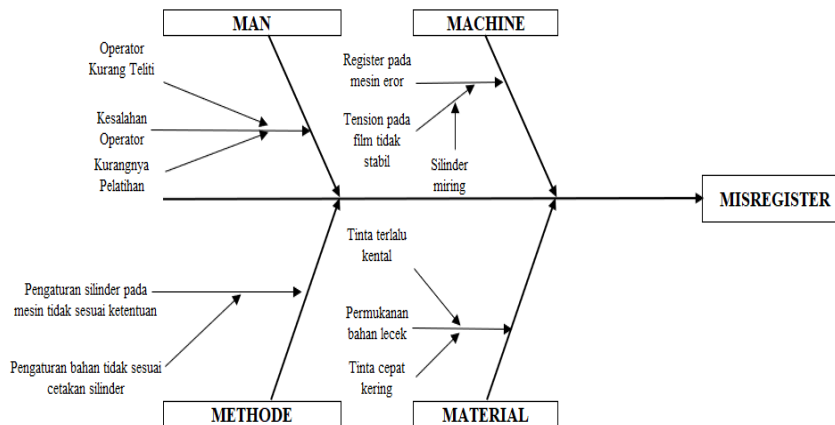 MAN
MACHINE
Operator
Kurang Teliti
Kesalahan
Operator
Kurangnya
Pelatihan
Register pada
mesin eror
Tension pada
film tidak
stabil
Silinder
miring
MISREGISTER
Pengaturan silinder pada
mesin tidak sesuai ketentuan
Pengaturan bahan tidak sesuai
cetakan silinder
Tinta terlalu
kental
Permukanan
bahan lecek
Tinta cepat
kering
METHODE
MATERIAL